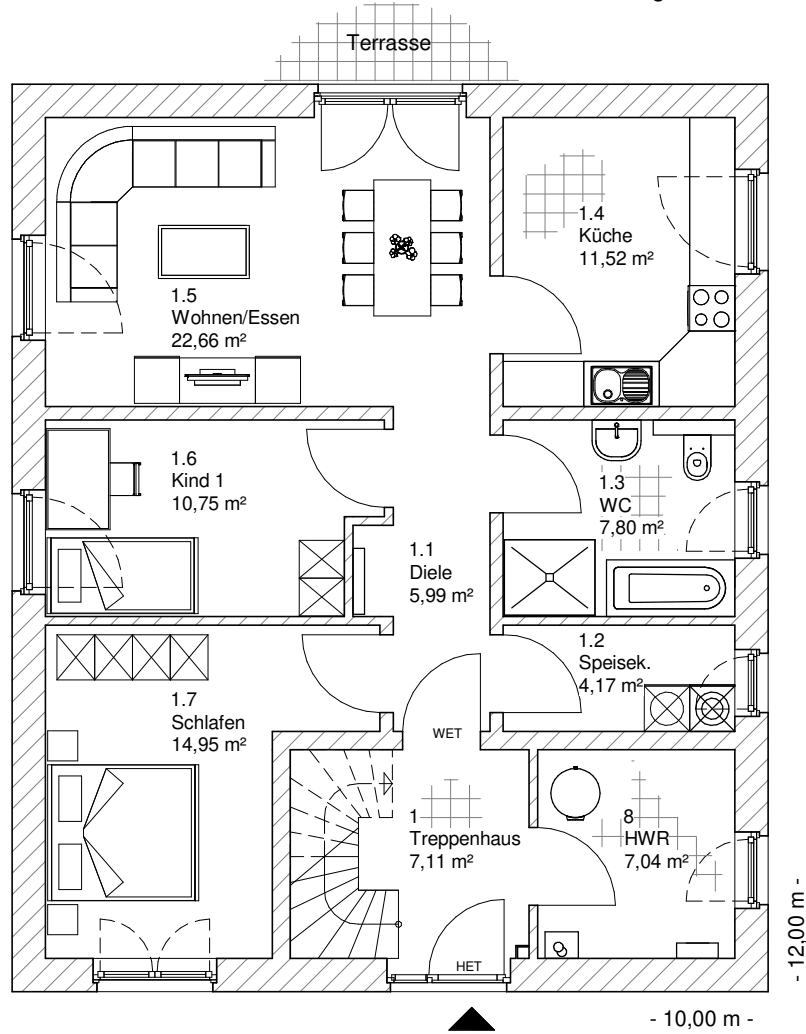 Terrasse
1.4
Küche
11,52 m²
1.5
Wohnen/Essen
22,66 m²
1.6
Kind 1
10,75 m²
1.3
WC
7,80 m²
1.1
Diele
5,99 m²
1.2
Speisek.
4,17 m²
1.7
Schlafen
14,95 m²
WET
1
Treppenhaus
7,11 m²
8
HWR
7,04 m²
HET
- 12,00 m -
- 10,00 m -